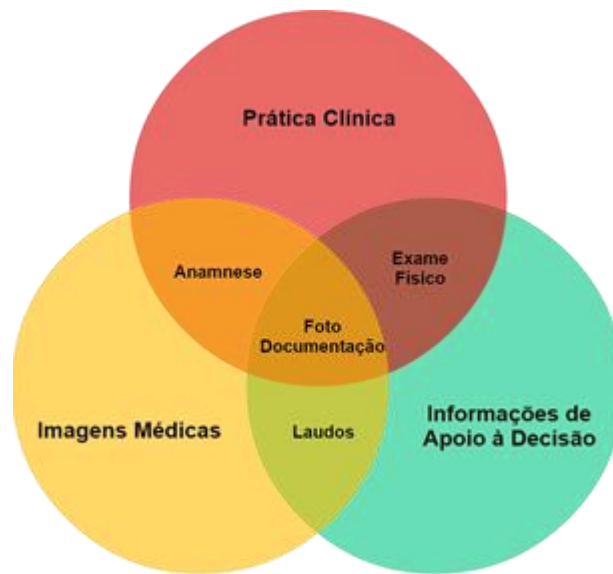 Prática Clínica
Anamnese
Exame
Físico
Foto
Documentação
Imagens Médicas
Laudos
Informações de
Apoio à Decisão